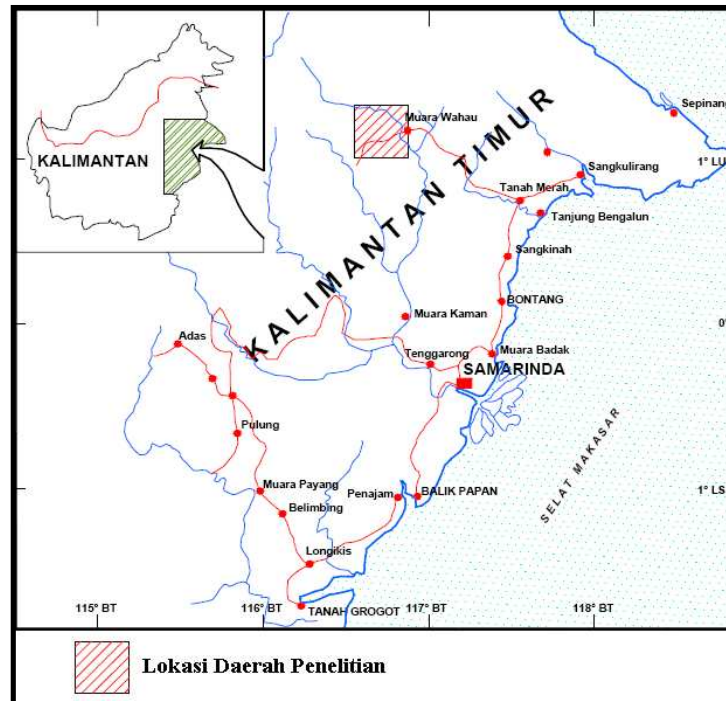 KALIMANTAN
KALIMANTAN TIMUR
Sepinang
Muara Wahau
1° LU
Sangkulirang
Tanah Merah
Tanjung Bengalun
Sangkinah
BONTANG
Muara Kaman
0°
Adas
Tenggarong
Muara Badak
SAMARINDA
Pulung
SELAT MAKASAR
Muara Payang
Penajam
BALIK PAPAN
1° LS
Belimbing
Longikis
115° BT
116° BT
117° BT
118° BT
TANAH GROGOT
Lokasi Daerah Penelitian